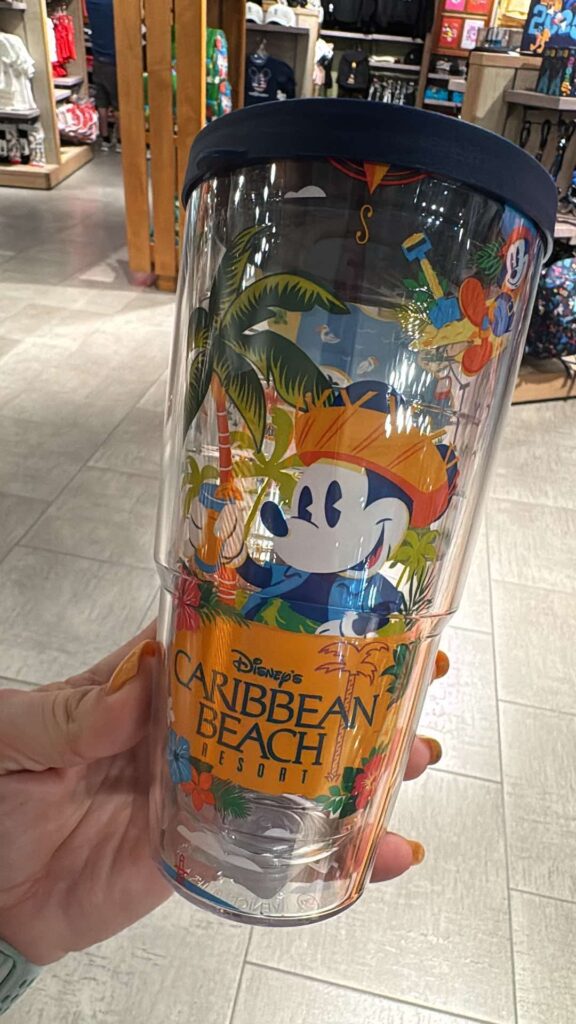 S
Disney's
CARIBBEAN
BEACH
RESORT